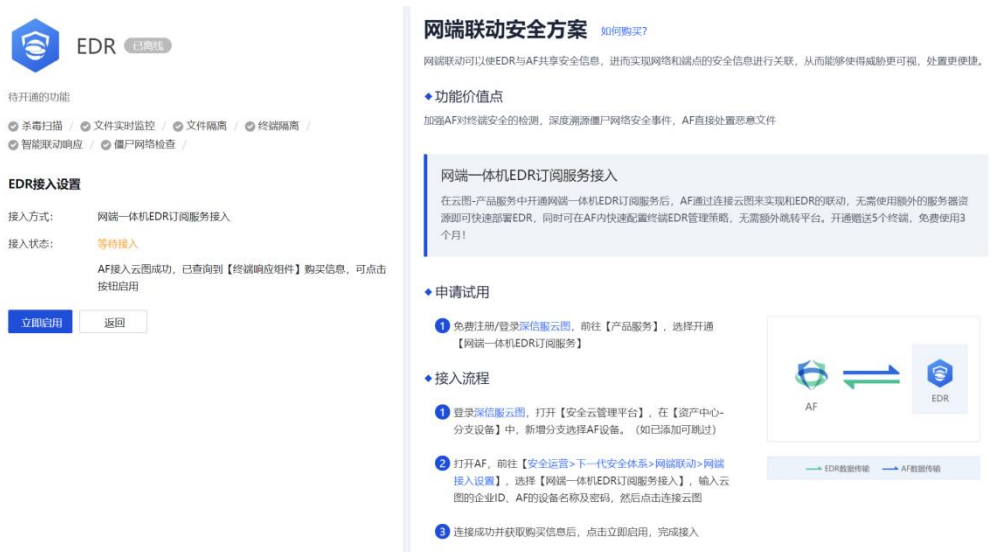 EDR 已离线
待开通的功能
杀毒扫描 / 文件实时监控 / 文件隔离 / 终端隔离 /
智能联动响应 / 僵尸网络检查 /
EDR接入设置
接入方式: 网端一体机EDR订阅服务接入
接入状态: 等待接入
AF接入云图成功,已查询到【终端响应组件】购买信息,可点击
按钮启用
立即启用 返回
网端联动安全方案 如何购买?
网端联动可以使EDR与AF共享安全信息,进而实现网络和端点的安全信息进行关联,从而能够使得威胁更可视,处置更便捷。
功能价值点
加强AF对终端安全的检测,深度溯源僵尸网络安全事件,AF直接处置恶意文件
网端一体机EDR订阅服务接入
在云图-产品服务中开通网端一体机EDR订阅服务后,AF通过连接云图来实现和EDR的联动,无需使用额外的服务器资
源即可快速部署EDR,同时可在AF内快速配置终端EDR管理策略,无需额外跳转平台。开通赠送5个终端,免费使用3
个月!
申请试用
1 免费注册/登录深信服云图,前往【产品服务】,选择开通
【网端一体机EDR订阅服务】
接入流程
1 登录深信服云图,打开【安全云管理平台】,在【资产中心-
分支设备】中,新增分支选择AF设备。(如已添加可跳过)
2 打开AF,前往【安全运营>下一代安全体系>网端联动>网端
接入设置】,选择【网端一体机EDR订阅服务接入】,输入云
图的企业ID、AF的设备名称及密码,然后点击连接云图
3 连接成功并获取购买信息后,点击立即启用,完成接入
AF
EDR
EDR数据传输 AF数据传输